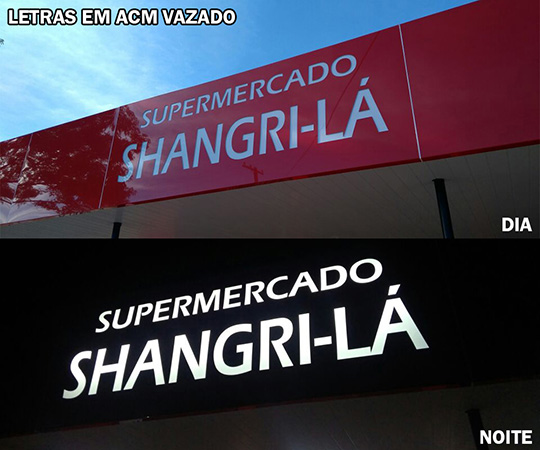 LETRAS EM ACM VAZADO
SUPERMERCADO
SHANGRI-LÁ
DIA
SUPERMERCADO
SHANGRI-LÁ
NOITE